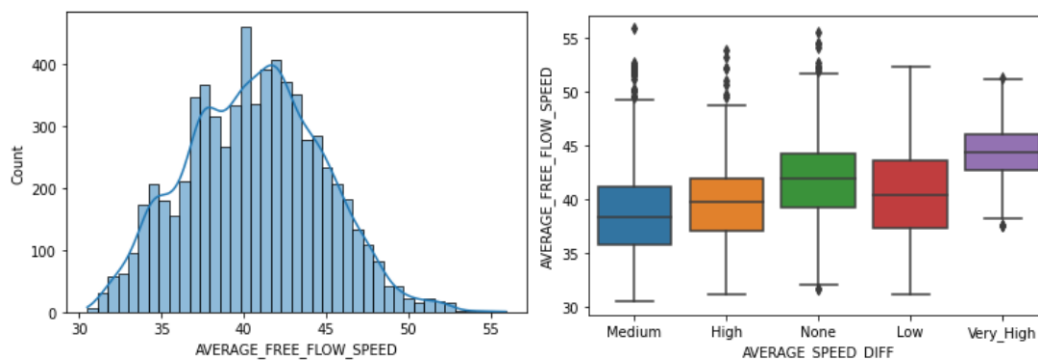 Count
400
300
200
100
0
30 35 40 45 50 55
AVERAGE_FREE_FLOW_SPEED
AVERAGE_FREE_FLOW_SPEED
55
50
45
40
35
30
Medium High None Low Very_High
AVERAGE_SPEED_DIFF